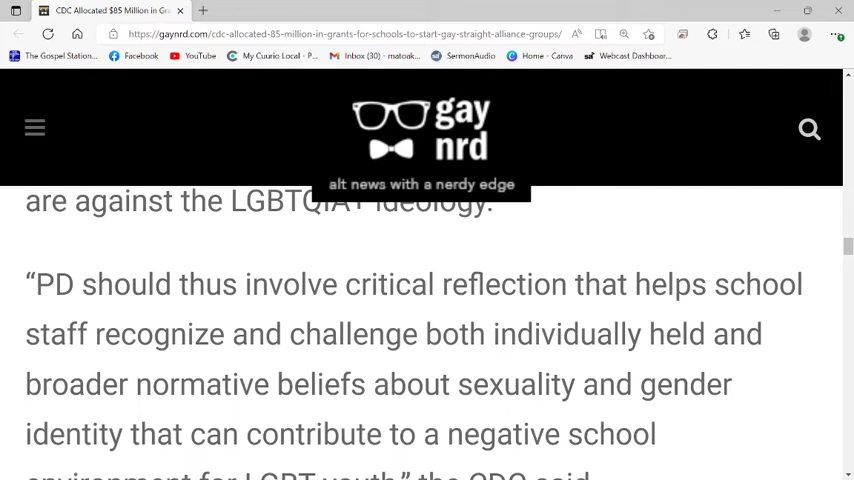 CDC Allocated $85 Million in Gra
https://gaynrd.com/cdc-allocated-85-million-in-grants-for-schools-to-start-gay-straight-alliance-groups/
The Gospel Station...
Facebook
YouTube
My Cuurio Local - P...
Inbox (30) - matoak...
SermonAudio
Home - Canva
Webcast Dashboar...
gay
nrd
alt news with a nerdy edge
are against the LGBTQIA+ ideology.
“PD should thus involve critical reflection that helps school
staff recognize and challenge both individually held and
broader normative beliefs about sexuality and gender
identity that can contribute to a negative school
environment for LGBT youth,” the CDC said.